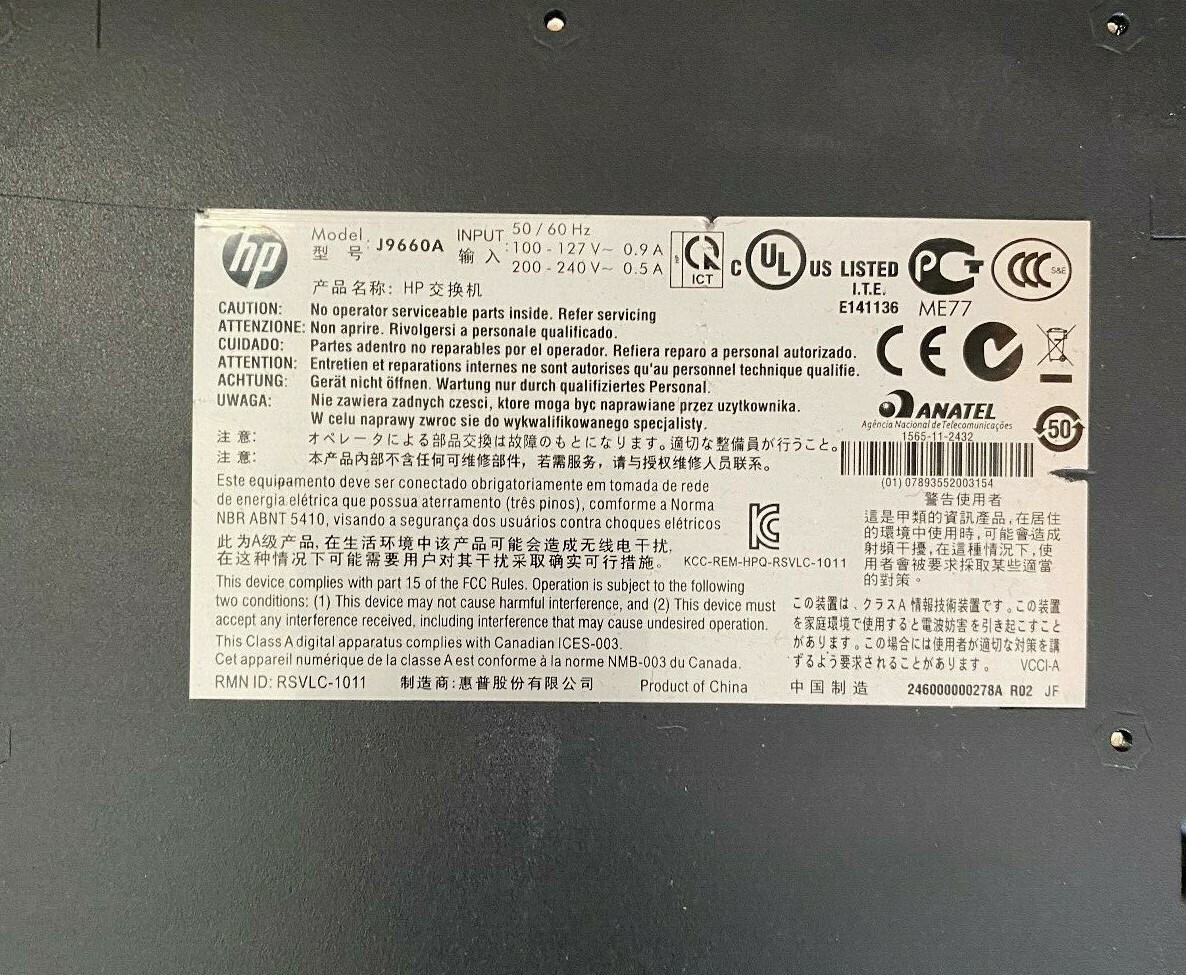 hp
Model
型 号 : J9660A
INPUT 50 / 60 Hz
输 入 : 100 - 127 V~ 0.9 A
200 - 240 V~ 0.5 A
ICT
C UL US LISTED
I.T.E.
E141136
PCT
ME77
CCC S&E
产品名称: HP 交换机
CAUTION: No operator serviceable parts inside. Refer servicing
ATTENZIONE: Non aprire. Rivolgersi a personale qualificado.
CUIDADO: Partes adentro no reparables por el operador. Refiera reparo a personal autorizado.
ATTENTION: Entretien et reparations internes ne sont autorises qu'au personnel technique qualifie.
ACHTUNG: Gerät nicht öffnen. Wartung nur durch qualifiziertes Personal.
UWAGA: Nie zawiera zadnych czesci, ktore moga byc naprawiane przez uzytkownika.
W celu naprawy zwroc sie do wykwalifikowanego specjalisty.
注 意: オペレータによる部品交換は故障のもとになります。適切な整備員が行うこと。
注 意: 本产品内部不含任何可维修部件，若需服务，请与授权维修人员联系。
CE
ANATEL
Agência Nacional de Telecomunicações
1565-11-2432
(01) 07893552003154
50
Este equipamento deve ser conectado obrigatoriamente em tomada de rede
de energia elétrica que possua aterramento (três pinos), conforme a Norma
NBR ABNT 5410, visando a segurança dos usuários contra choques elétricos
此为A级产品, 在生活环境中该产品可能会造成无线电干扰,
在这种情况下可能需要用户对其干扰采取确实可行措施。
KCC-REM-HPQ-RSVLC-1011
警告使用者
這是甲類的資訊產品,在居住
的環境中使用時,可能會造成
射頻干擾,在這種情況下,使
用者會被要求採取某些適當
的對策。
This device complies with part 15 of the FCC Rules. Operation is subject to the following
two conditions: (1) This device may not cause harmful interference, and (2) This device must
accept any interference received, including interference that may cause undesired operation.
This Class A digital apparatus complies with Canadian ICES-003.
Cet appareil numérique de la classe A est conforme à la norme NMB-003 du Canada.
この装置は、クラスA 情報技術装置です。この装置
を家庭環境で使用すると電波妨害を引き起こすこと
があります。この場合には使用者が適切な対策を講
ずるよう要求されることがあります。 VCCI-A
RMN ID: RSVLC-1011 制造商:惠普股份有限公司 Product of China 中国制造 246000000278A R02 JF